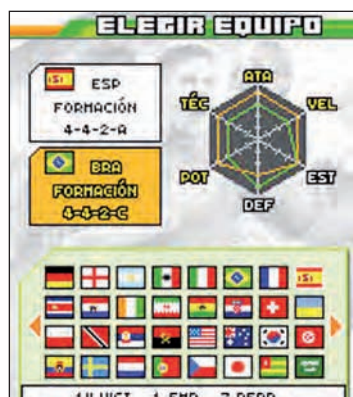 ELEGIR EQUIPO
ESP
FORMACIÓN
4-4-2-A
BRA
FORMACIÓN
4-4-2-C
ATA
TÉC
VEL
POT
EST
DEF